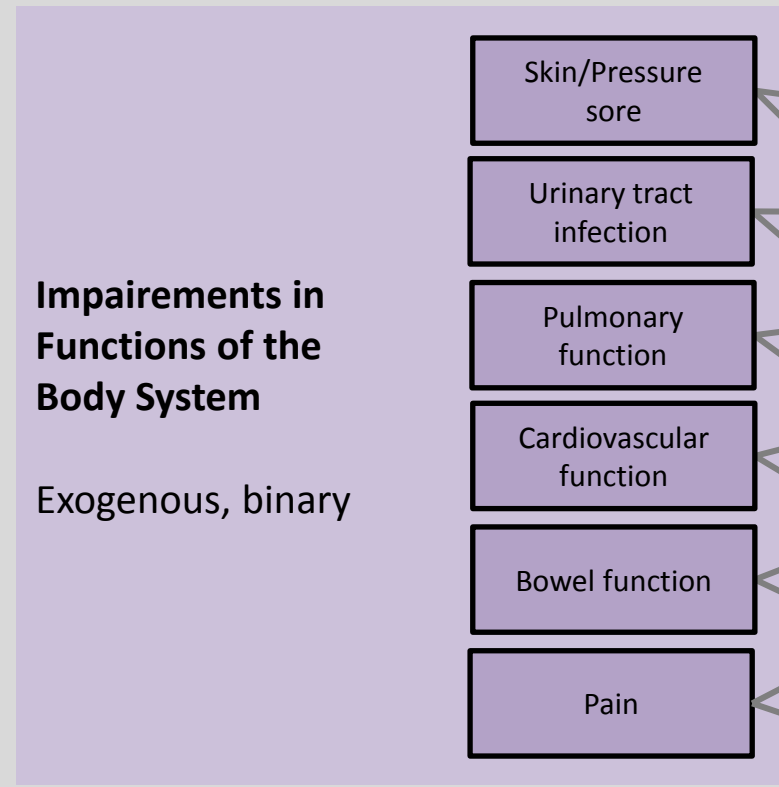 Skin/Pressure
sore
Urinary tract
infection
Impairements in
Functions of the
Body System
Exogenous, binary
Pulmonary
function
Cardiovascular
function
Bowel function
Pain